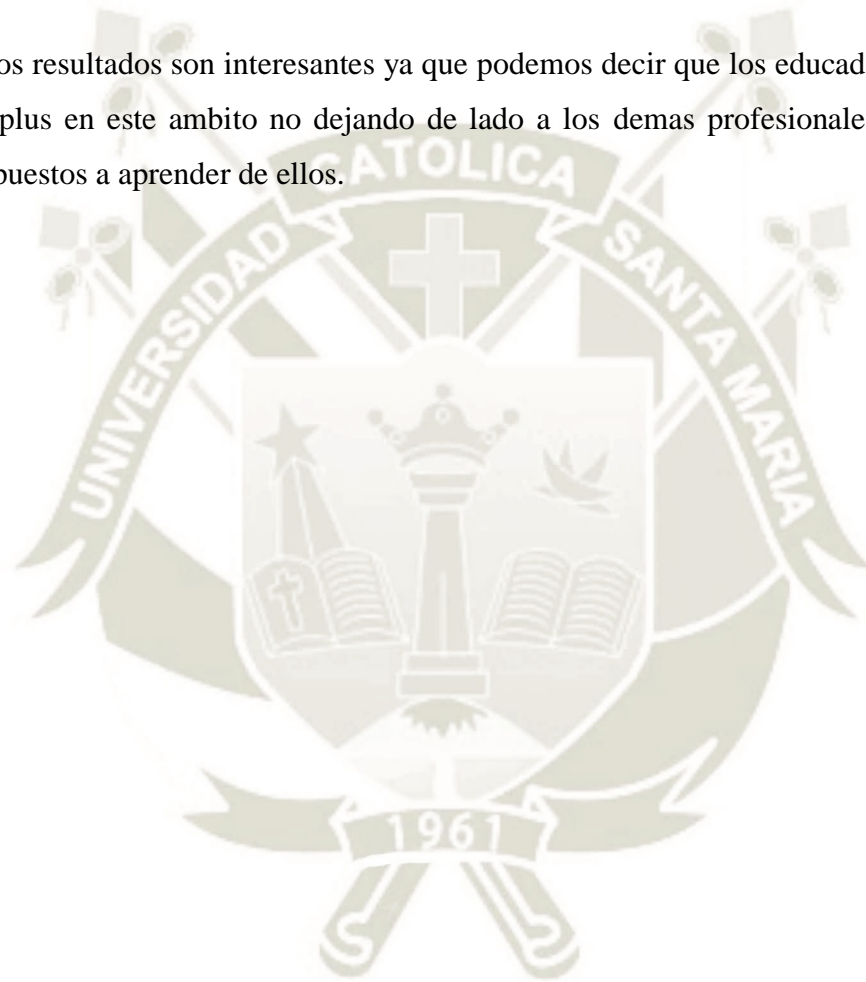 os resultados son interesantes ya que podemos decir que los educad
plus en este ambito no dejando de lado a los demas profesionale
puestos a aprender de ellos.
UNIVERSIDAD CATOLICA SANTA MARIA
1961